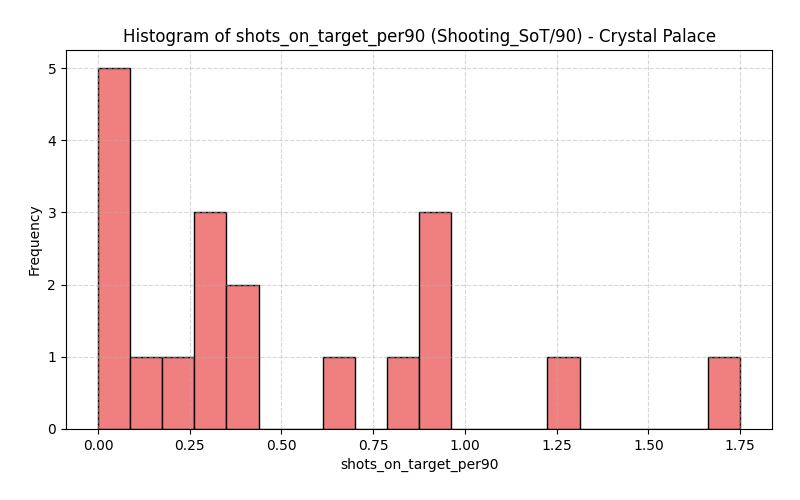 Histogram of shots_on_target_per90 (Shooting_SoT/90) - Crystal Palace
5
4
3
2
1
0
Frequency
0.00 0.25 0.50 0.75 1.00 1.25 1.50 1.75
shots_on_target_per90